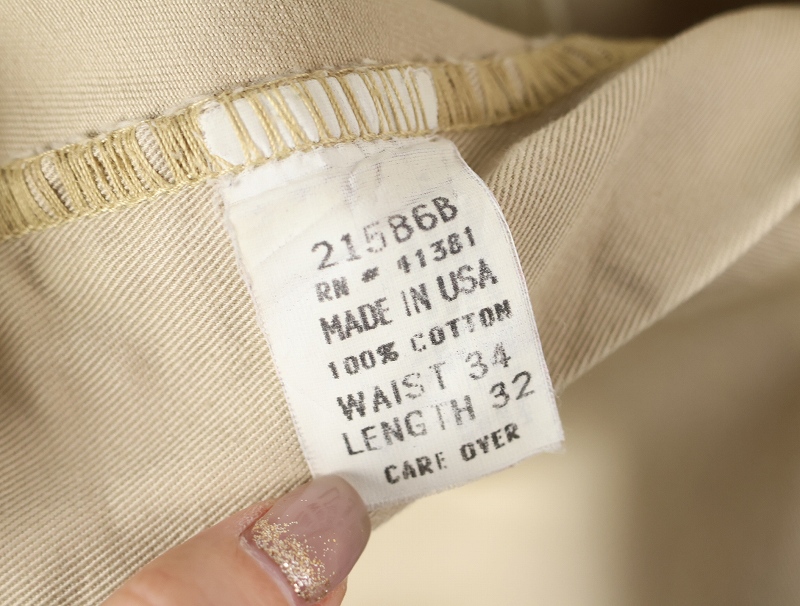 21586B
RN # 41381
MADE IN USA
100% COTTON
WAIST 34
LENGTH 32
CARE OVER